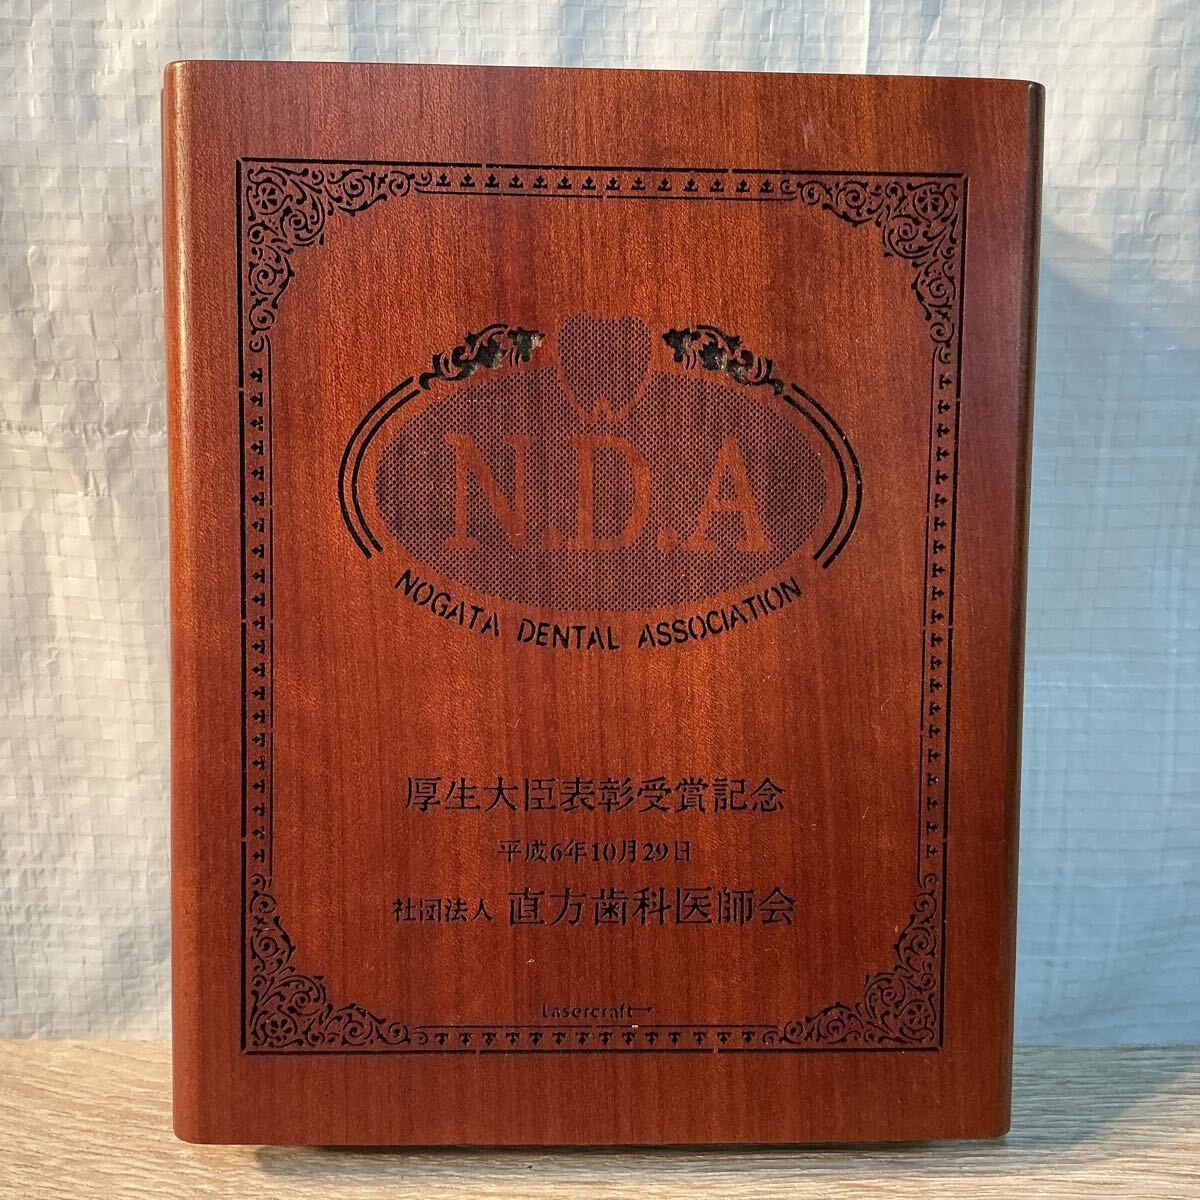 N.D.A
NOGATA DENTAL ASSOCIATION
厚生大臣表彰受賞記念
平成6年10月29日
社団法人 直方歯科医師会
Lasercraft